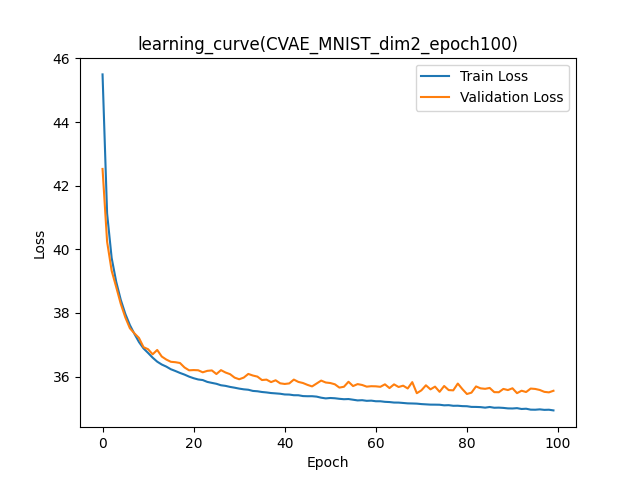 learning_curve(CVAE_MNIST_dim2_epoch100)
46
44
42
40
38
36
Loss
Train Loss
Validation Loss
0 20 40 60 80 100
Epoch